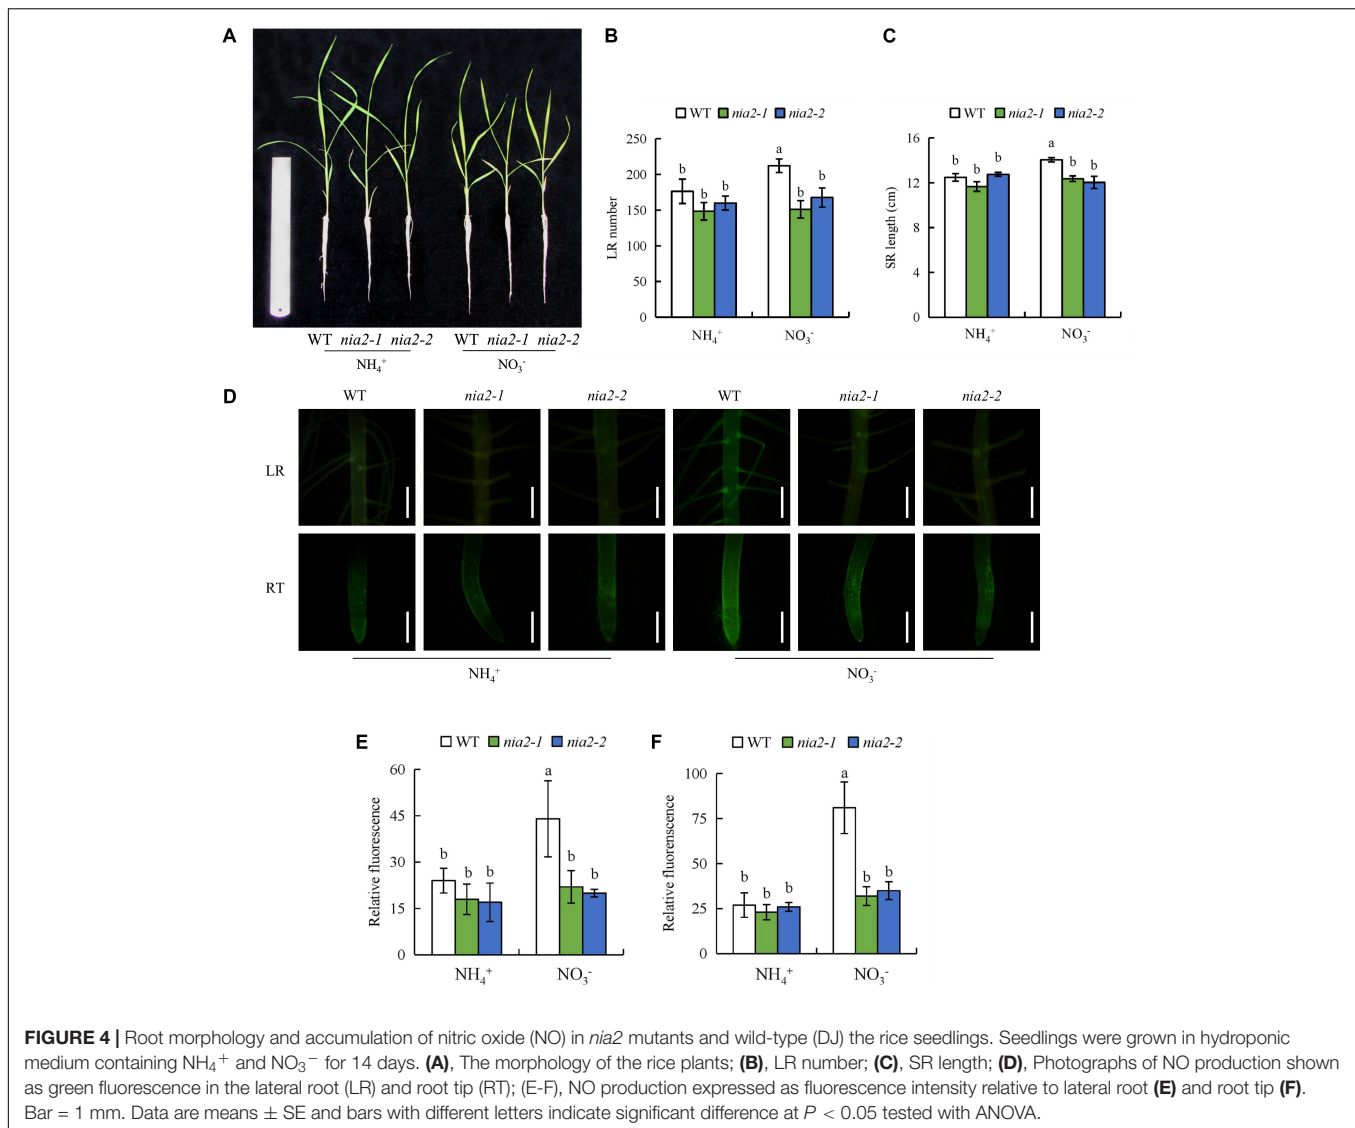 A
WT nia2-1 nia2-2 WT nia2-1 nia2-2
NH₄⁺ NO₃⁻
B
WT nia2-1 nia2-2
250
200
150
100
50
0
LR number
b b b a b b
NH₄⁺ NO₃⁻
C
WT nia2-1 nia2-2
16
12
8
4
0
SR length (cm)
b b b a b b
NH₄⁺ NO₃⁻
D
WT nia2-1 nia2-2 WT nia2-1 nia2-2
LR
RT
NH₄⁺ NO₃⁻
E
WT nia2-1 nia2-2
60
45
30
15
0
Relative fluorescence
b b b a b b
NH₄⁺ NO₃⁻
F
WT nia2-1 nia2-2
100
75
50
25
0
Relative fluorenscence
b b b a b b
NH₄⁺ NO₃⁻
FIGURE 4 | Root morphology and accumulation of nitric oxide (NO) in nia2 mutants and wild-type (DJ) the rice seedlings. Seedlings were grown in hydroponic
medium containing NH₄⁺ and NO₃⁻ for 14 days. (A), The morphology of the rice plants; (B), LR number; (C), SR length; (D), Photographs of NO production shown
as green fluorescence in the lateral root (LR) and root tip (RT); (E-F), NO production expressed as fluorescence intensity relative to lateral root (E) and root tip (F).
Bar = 1 mm. Data are means ± SE and bars with different letters indicate significant difference at P < 0.05 tested with ANOVA.